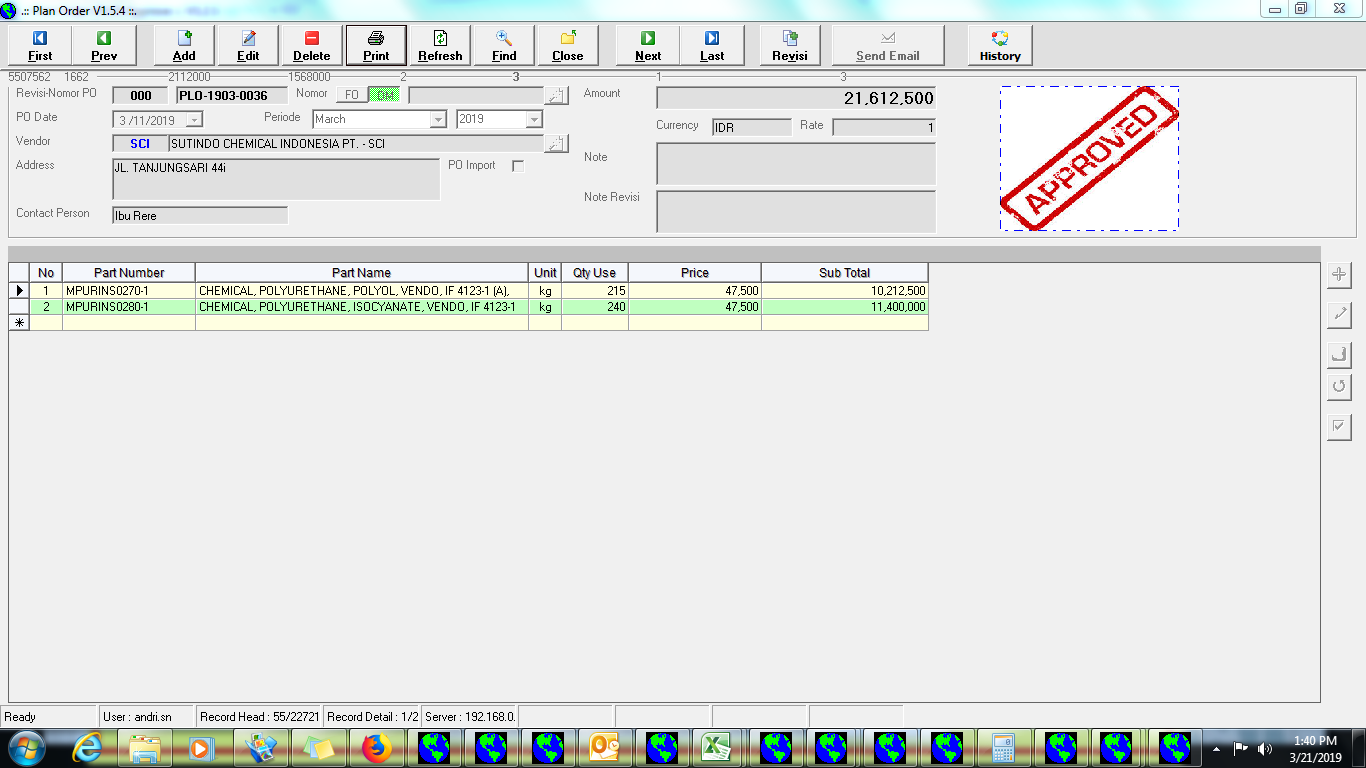 .:: Plan Order V1.5.4 ::.
First Prev Add Edit Delete Print Refresh Find Close Next Last Revisi Send Email History
5507562 1662 2112000 1568000 2 3 1 3
Revisi-Nomor PO 000 PLO-1903-0036 Nomor FO DM Amount 21,612,500
PO Date 3 /11/2019 Periode March 2019
Currency IDR Rate 1
Vendor SCI SUTINDO CHEMICAL INDONESIA PT. - SCI
Address JL. TANJUNGSARI 44i PO Import Note
Note Revisi
Contact Person Ibu Rere
APPROVED
No Part Number Part Name Unit Qty Use Price Sub Total
1 MPURINS0270-1 CHEMICAL, POLYURETHANE, POLYOL, VENDO, IF 4123-1 (A), kg 215 47,500 10,212,500
2 MPURINS0280-1 CHEMICAL, POLYURETHANE, ISOCYANATE, VENDO, IF 4123-1 kg 240 47,500 11,400,000
Ready User : andri.sn Record Head : 55/22721 Record Detail : 1/2 Server : 192.168.0.
1:40 PM
3/21/2019